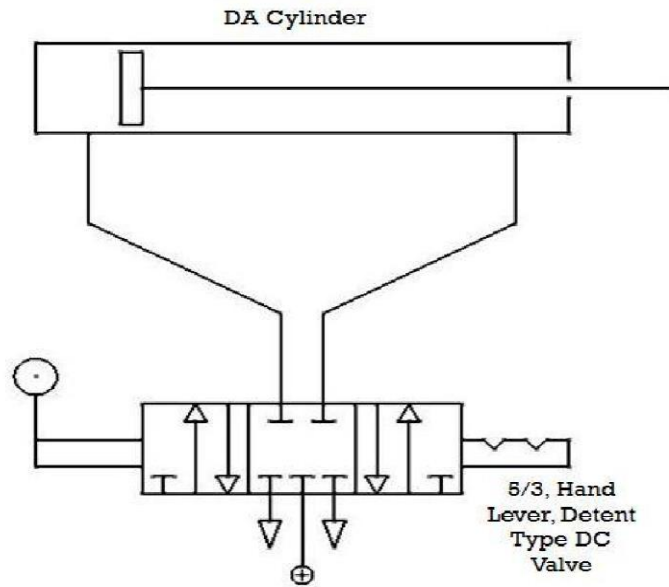 DA Cylinder
5/3, Hand
Lever, Detent
Type DC
Valve